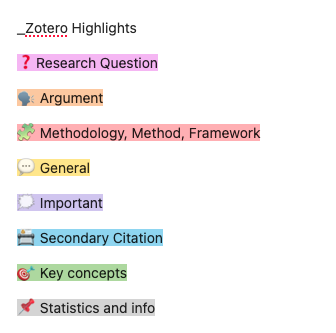 _Zotero Highlights
❓ Research Question
🗣️ Argument
🧩 Methodology, Method, Framework
💬 General
💭 Important
📇 Secondary Citation
🎯 Key concepts
📌 Statistics and info